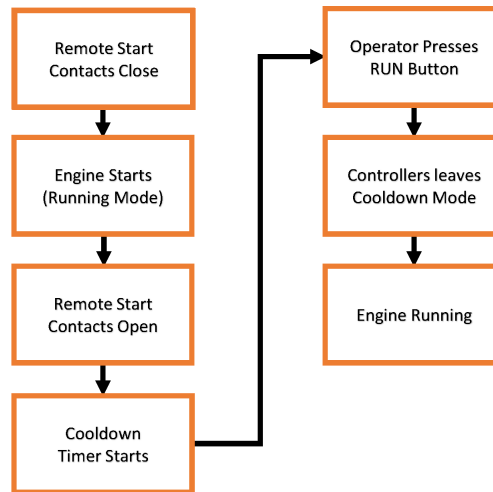 Remote Start
Contacts Close
Engine Starts
(Running Mode)
Remote Start
Contacts Open
Cooldown
Timer Starts
Operator Presses
RUN Button
Controllers leaves
Cooldown Mode
Engine Running